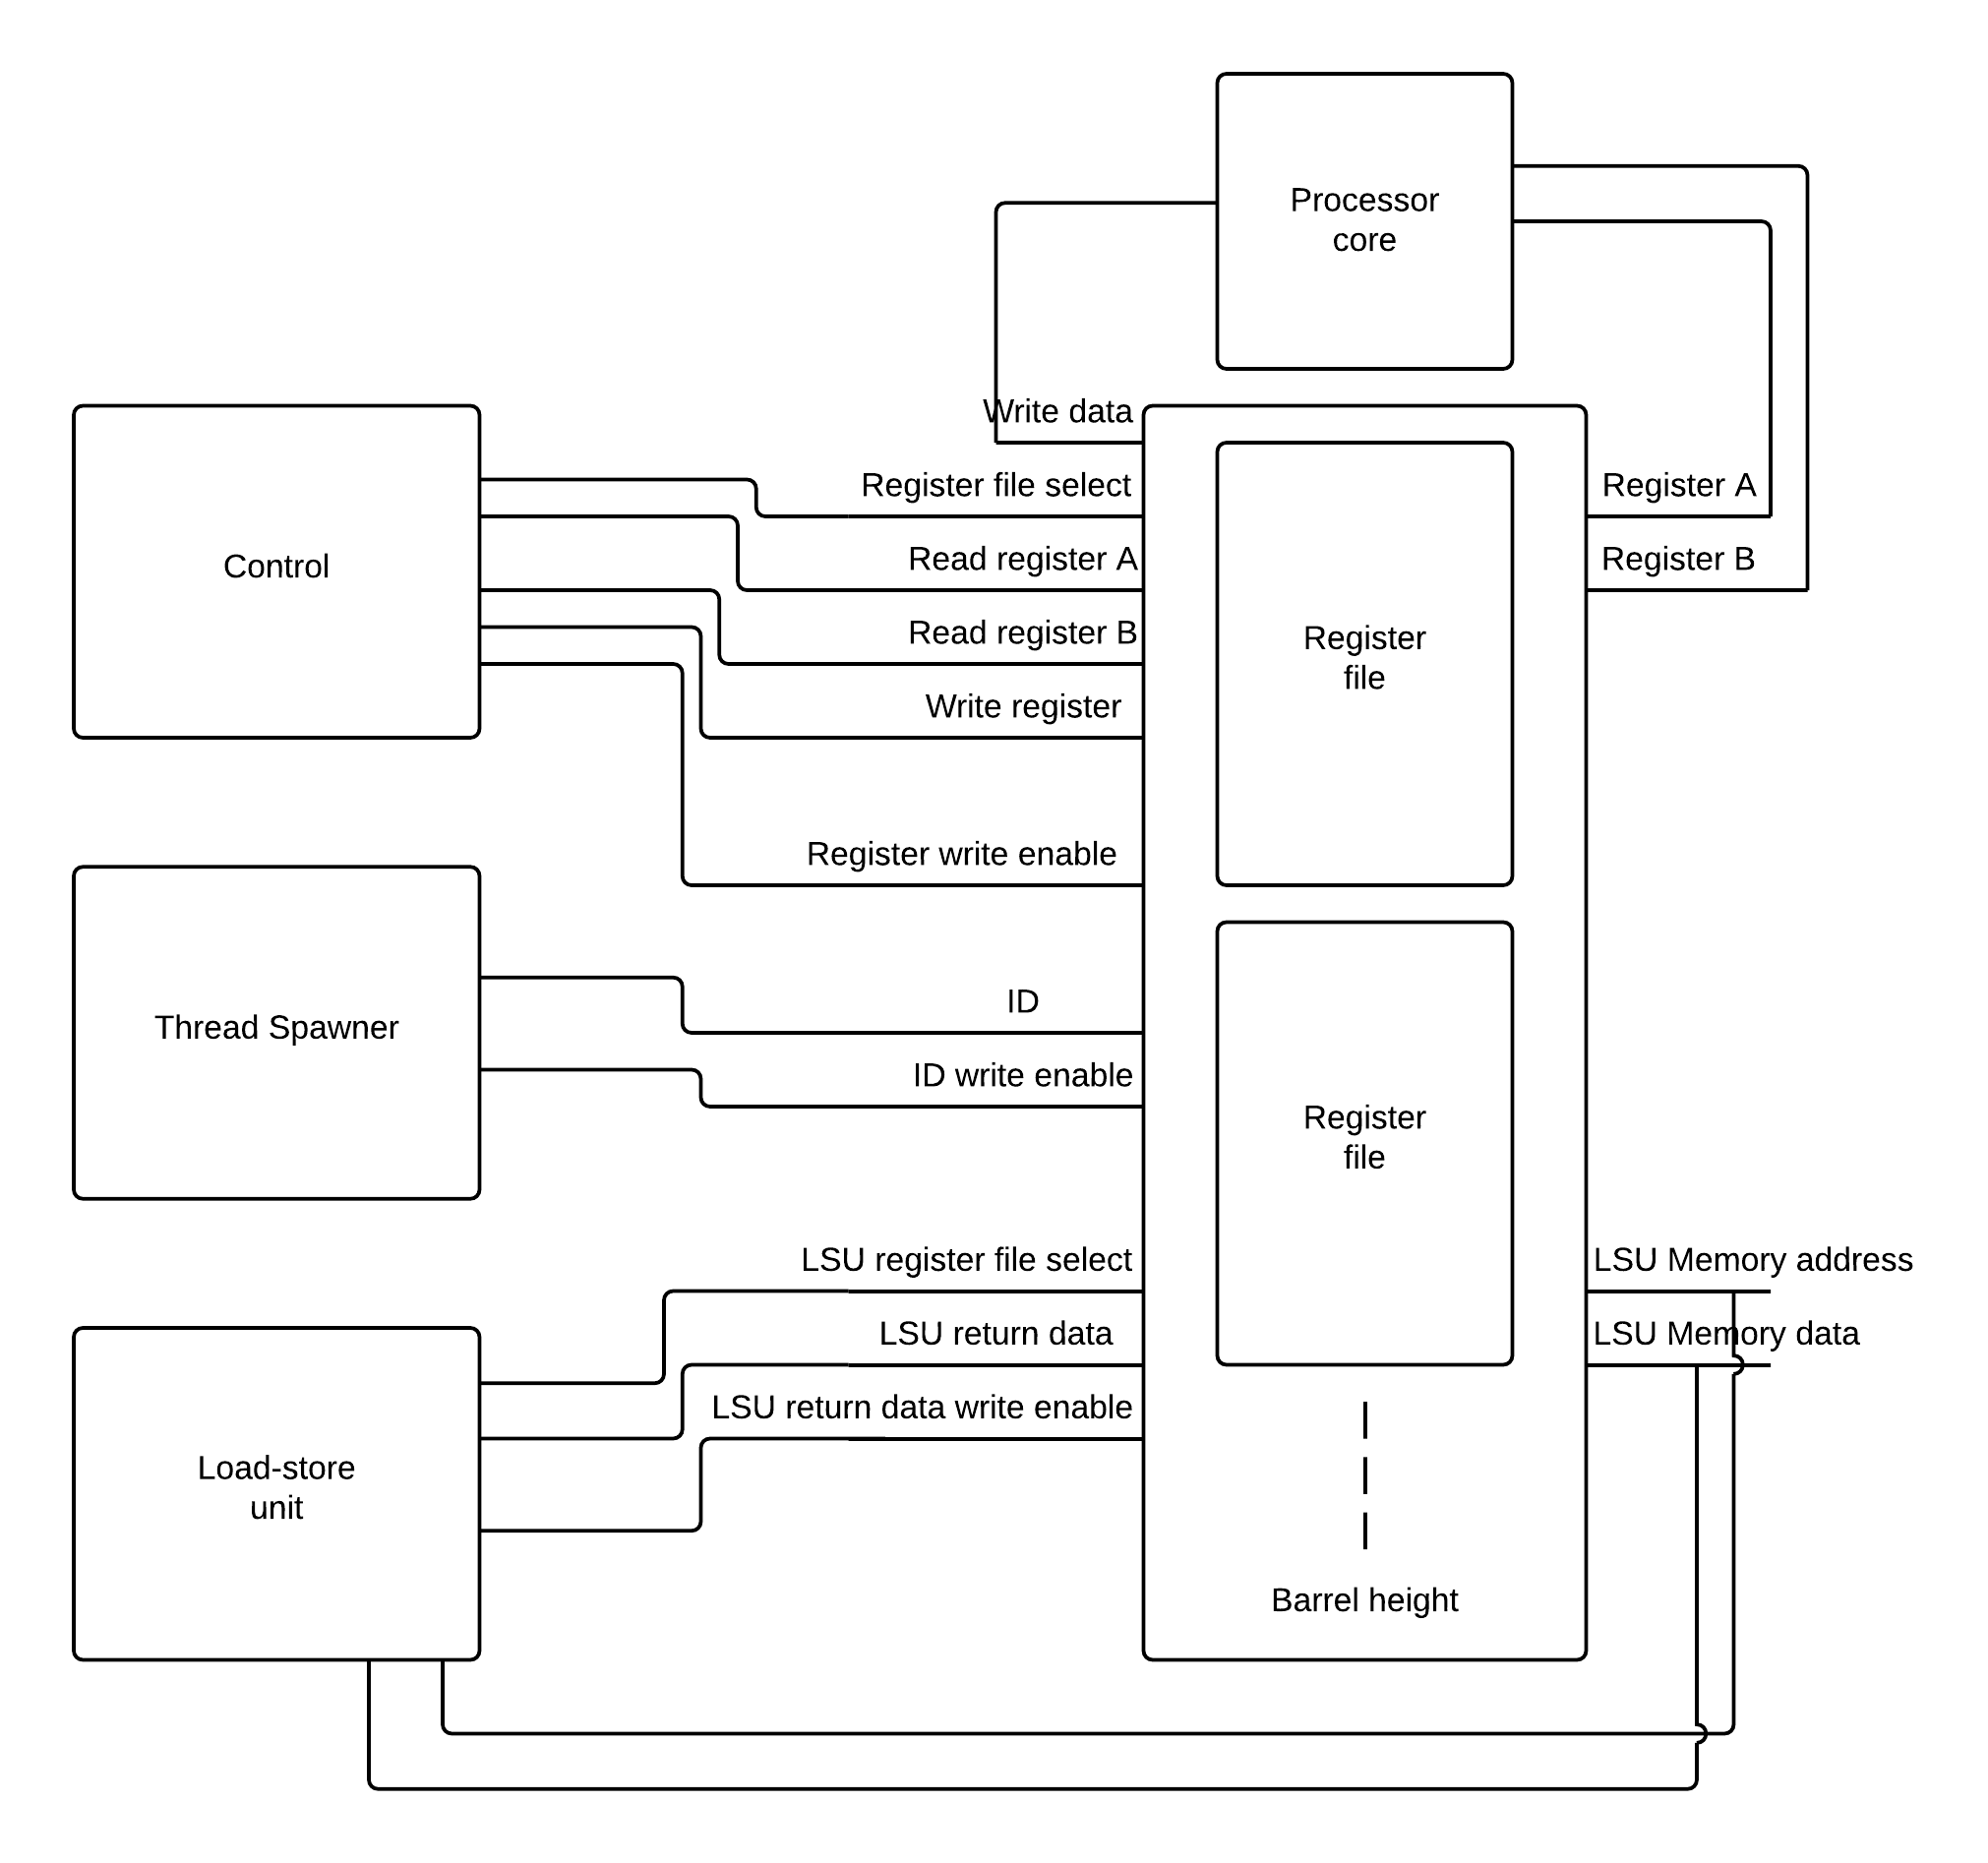 Processor
core
Write data
Register file select
Register A
Control
Read register A
Register B
Read register B
Register
file
Write register
Register write enable
Thread Spawner
ID
ID write enable
Register
file
LSU register file select
LSU Memory address
LSU return data
LSU Memory data
LSU return data write enable
Load-store
unit
Barrel height